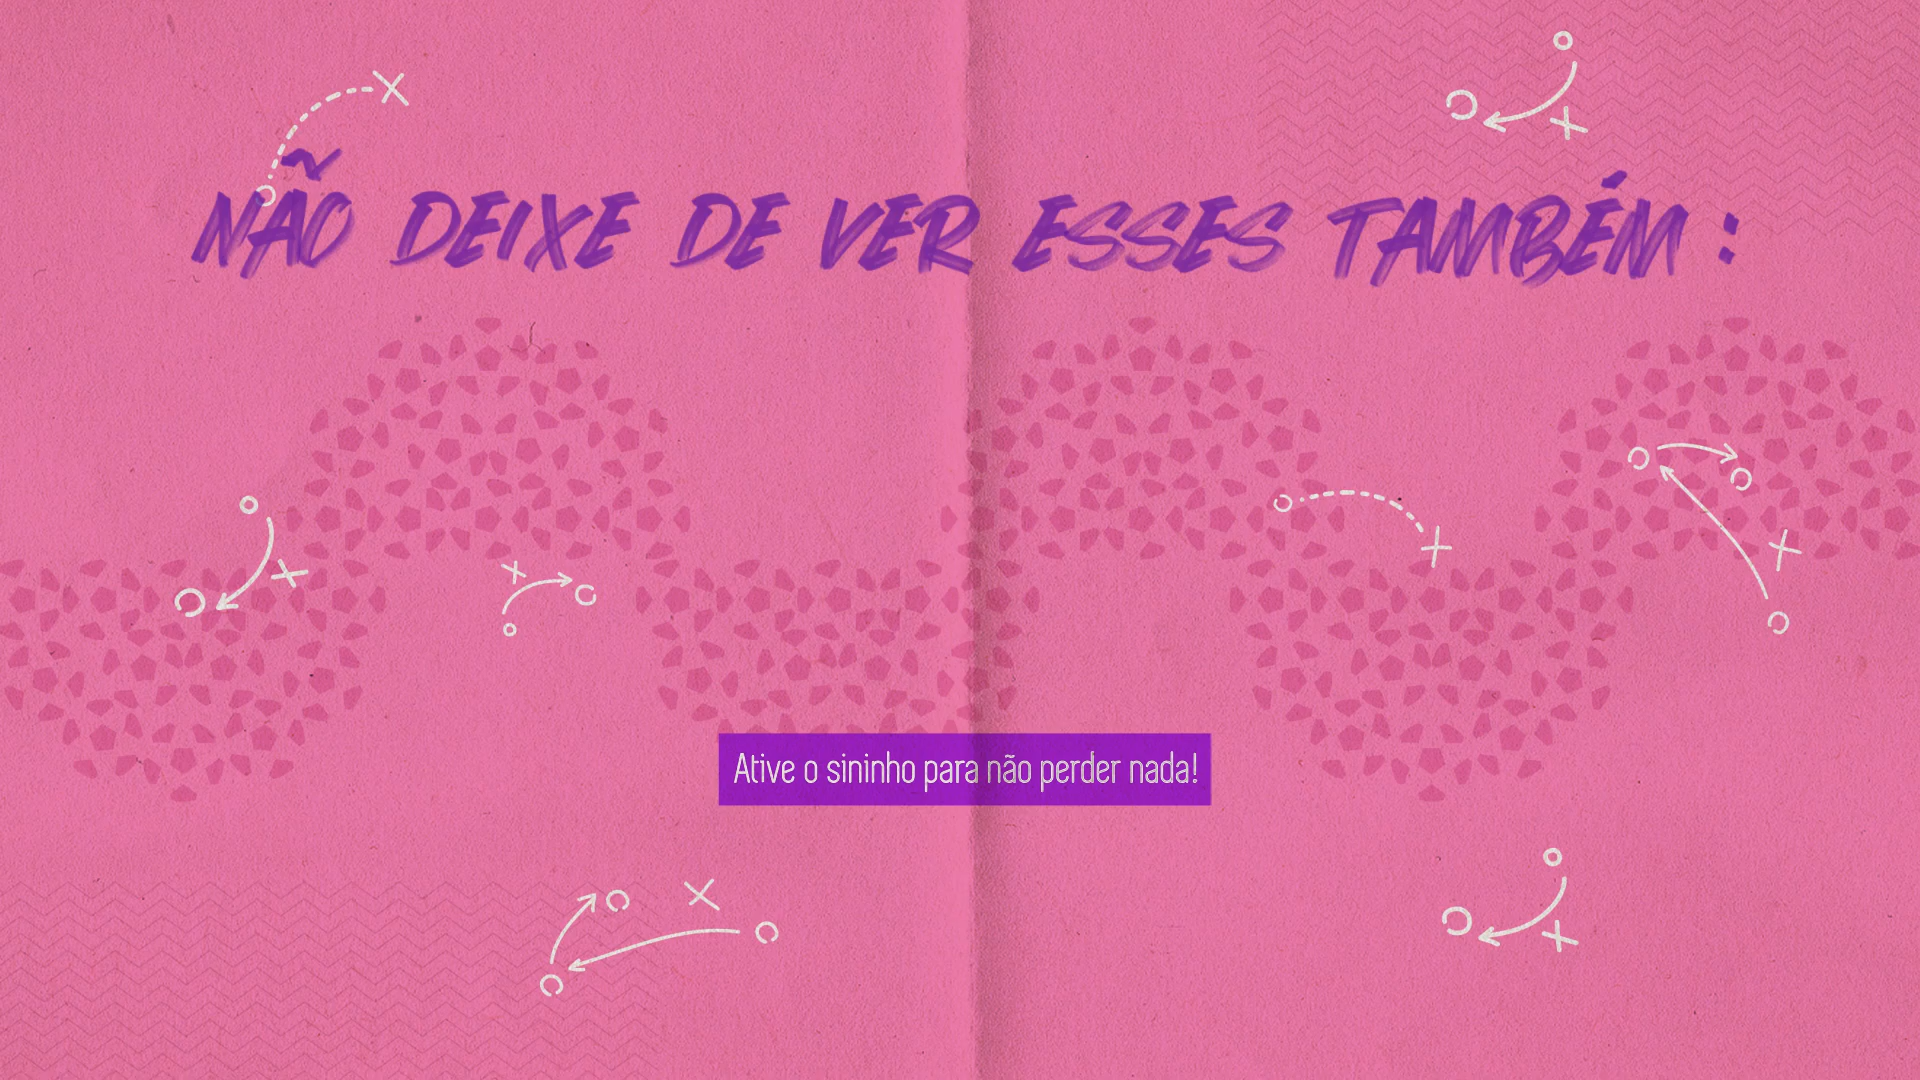 NÃO DEIXE DE VER ESSES TAMBÉM :
Ative o sininho para não perder nada!